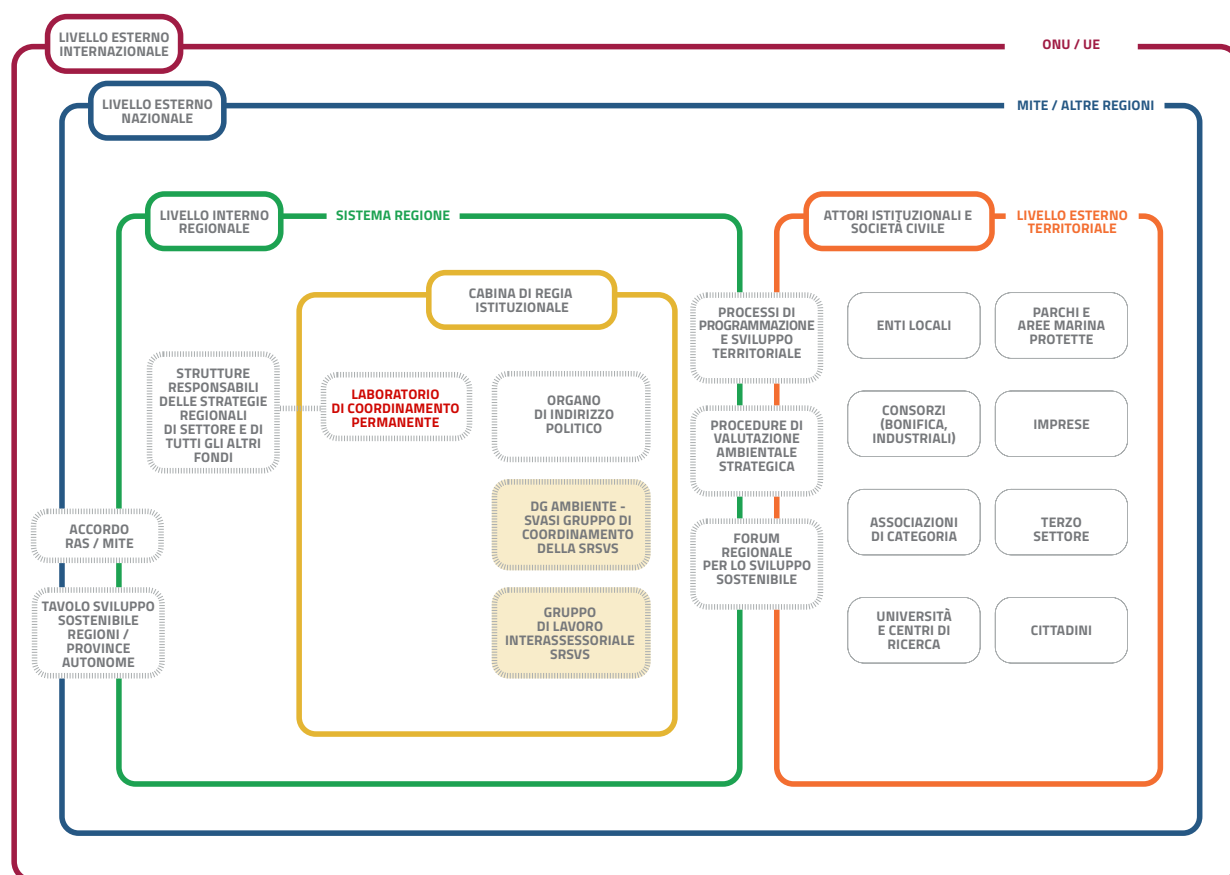 LIVELLO ESTERNO
INTERNAZIONALE
ONU / UE
LIVELLO ESTERNO
NAZIONALE
MITE / ALTRE REGIONI
LIVELLO INTERNO
REGIONALE
SISTEMA REGIONE
ATTORI ISTITUZIONALI E
SOCIETÀ CIVILE
LIVELLO ESTERNO
TERRITORIALE
CABINA DI REGIA
ISTITUZIONALE
STRUTTURE
RESPONSABILI
DELLE STRATEGIE
REGIONALI
DI SETTORE E DI
TUTTI GLI ALTRI
FONDI
LABORATORIO
DI COORDINAMENTO
PERMANENTE
ORGANO
DI INDIRIZZO
POLITICO
DG AMBIENTE -
SVASI GRUPPO DI
COORDINAMENTO
DELLA SRSVS
GRUPPO
DI LAVORO
INTERASSESSORIALE
SRSVS
ACCORDO
RAS / MITE
TAVOLO SVILUPPO
SOSTENIBILE
REGIONI /
PROVINCE
AUTONOME
PROCESSI DI
PROGRAMMAZIONE
E SVILUPPO
TERRITORIALE
PROCEDURE DI
VALUTAZIONE
AMBIENTALE
STRATEGICA
FORUM
REGIONALE
PER LO SVILUPPO
SOSTENIBILE
ENTI LOCALI
PARCHI E
AREE MARINA
PROTETTE
CONSORZI
(BONIFICA,
INDUSTRIALI)
IMPRESE
ASSOCIAZIONI
DI CATEGORIA
TERZO
SETTORE
UNIVERSITÀ
E CENTRI DI
RICERCA
CITTADINI